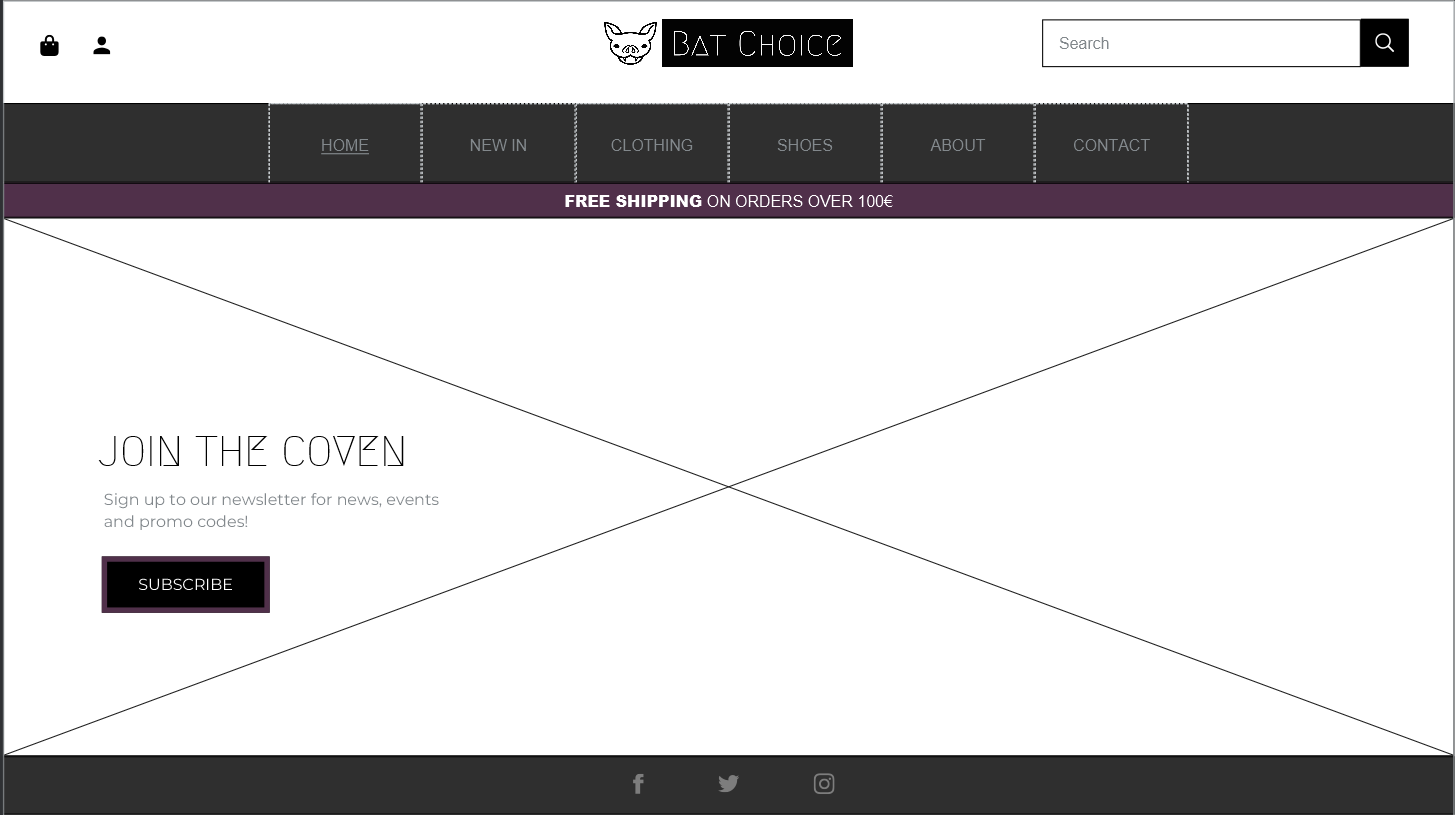 BAT CHOICE
Search
HOME
NEW IN
CLOTHING
SHOES
ABOUT
CONTACT
FREE SHIPPING ON ORDERS OVER 100€
JOIN THE COVEN
Sign up to our newsletter for news, events
and promo codes!
SUBSCRIBE